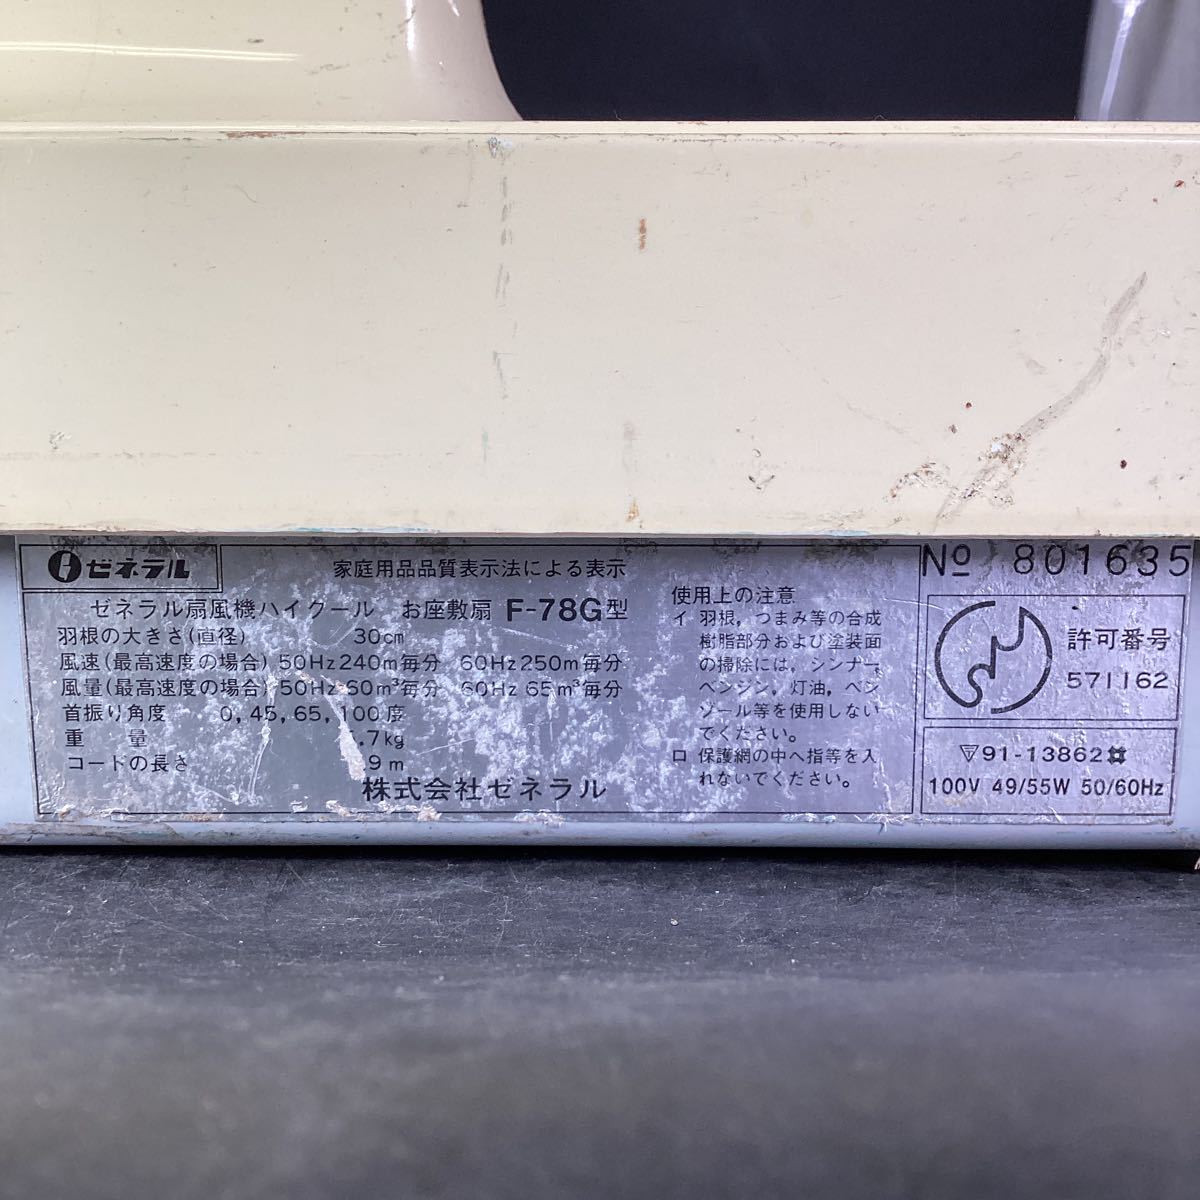 ゼネラル
家庭用品品質表示法による表示
ゼネラル扇風機ハイクール お座敷扇 F-78G型
羽根の大きさ(直径) 30cm
風速(最高速度の場合) 50Hz 240m毎分 60Hz 250m毎分
風量(最高速度の場合) 50Hz 60m³毎分 60Hz 65m³毎分
首振り角度 0, 45, 65, 100度
重量 .7kg
コードの長さ .9m
株式会社ゼネラル
使用上の注意
イ 羽根, つまみ等の合成
樹脂部分および塗装面
の掃除には, シンナー,
ベンジン, 灯油, ベン
ゾール等を使用しない
でください。
ロ 保護網の中へ指等を入
れないでください。
№ 801635
許可番号
571162
▽91-13862
100V 49/55W 50/60Hz